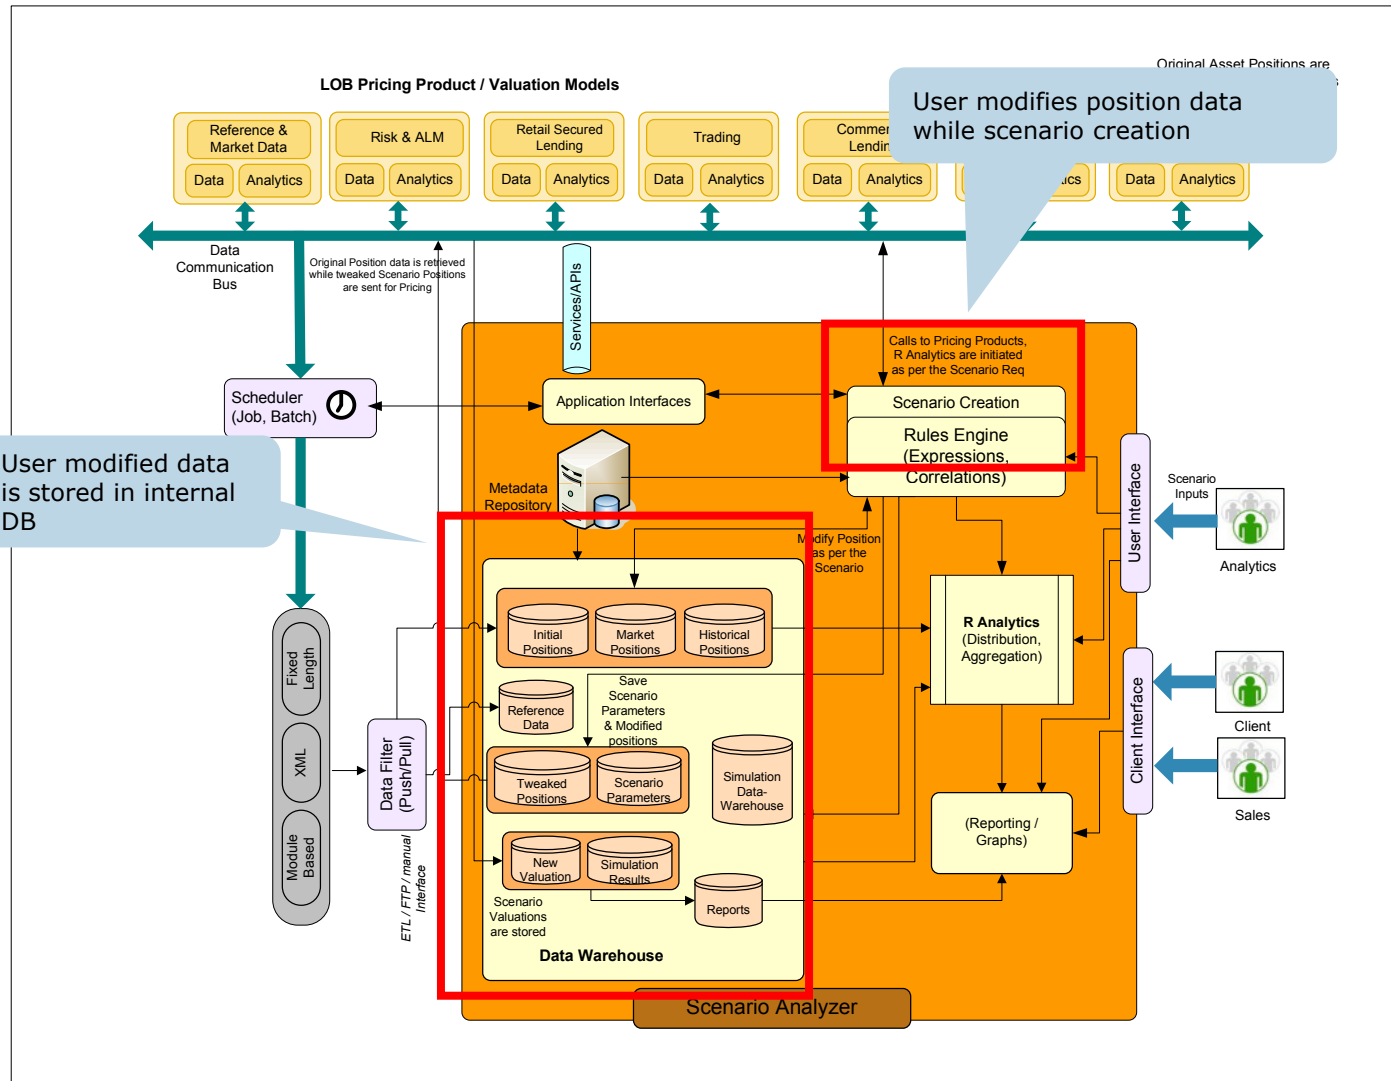 Original Asset Positions are
LOB Pricing Product / Valuation Models
User modifies position data
while scenario creation
Reference &
Market Data
Data
Analytics
Risk & ALM
Data
Analytics
Retail Secured
Lending
Data
Analytics
Trading
Data
Analytics
Data
Analytics
Data
Analytics
Data
Communication
Bus
Original Position data is retrieved
while tweaked Scenario Positions
are sent for Pricing
Services/APIs
Calls to Pricing Products,
R Analytics are initiated
as per the Scenario Req
Scheduler
(Job, Batch)
Application Interfaces
Scenario Creation
Rules Engine
(Expressions,
Correlations)
User modified data
is stored in internal
DB
Metadata
Repository
Modify Position
as per the
Scenario
User Interface
Scenario
Inputs
Analytics
Initial
Positions
Market
Positions
Historical
Positions
R Analytics
(Distribution,
Aggregation)
Fixed
Length
XML
Module
Based
Data Filter
(Push/Pull)
ETL / FTP / manual
Interface
Reference
Data
Save
Scenario
Parameters
& Modified
positions
Tweaked
Positions
Scenario
Parameters
Simulation
Data-
Warehouse
Client Interface
Client
Sales
(Reporting /
Graphs)
New
Valuation
Simulation
Results
Scenario
Valuations
are stored
Reports
Data Warehouse
Scenario Analyzer